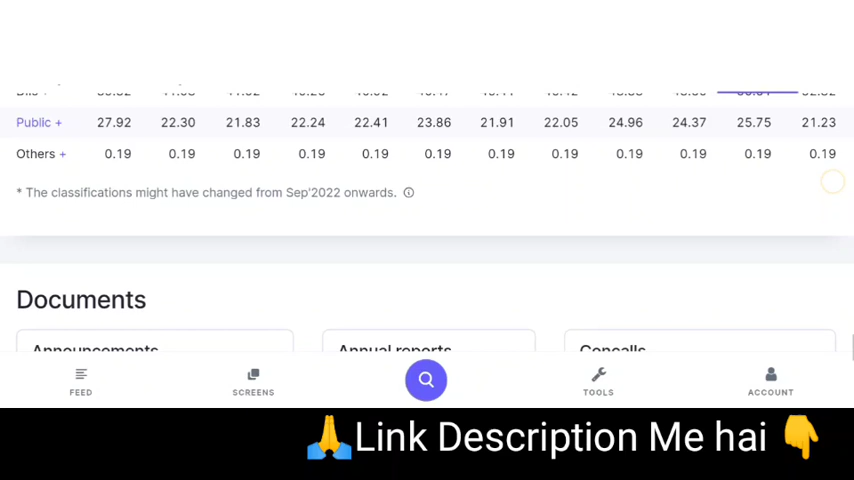 Public + 27.92 22.30 21.83 22.24 22.41 23.86 21.91 22.05 24.96 24.37 25.75 21.23
Others + 0.19 0.19 0.19 0.19 0.19 0.19 0.19 0.19 0.19 0.19 0.19 0.19
* The classifications might have changed from Sep'2022 onwards.
Documents
Announcements Annual reports Concalls
FEED SCREENS TOOLS ACCOUNT
🙏Link Description Me hai 👇